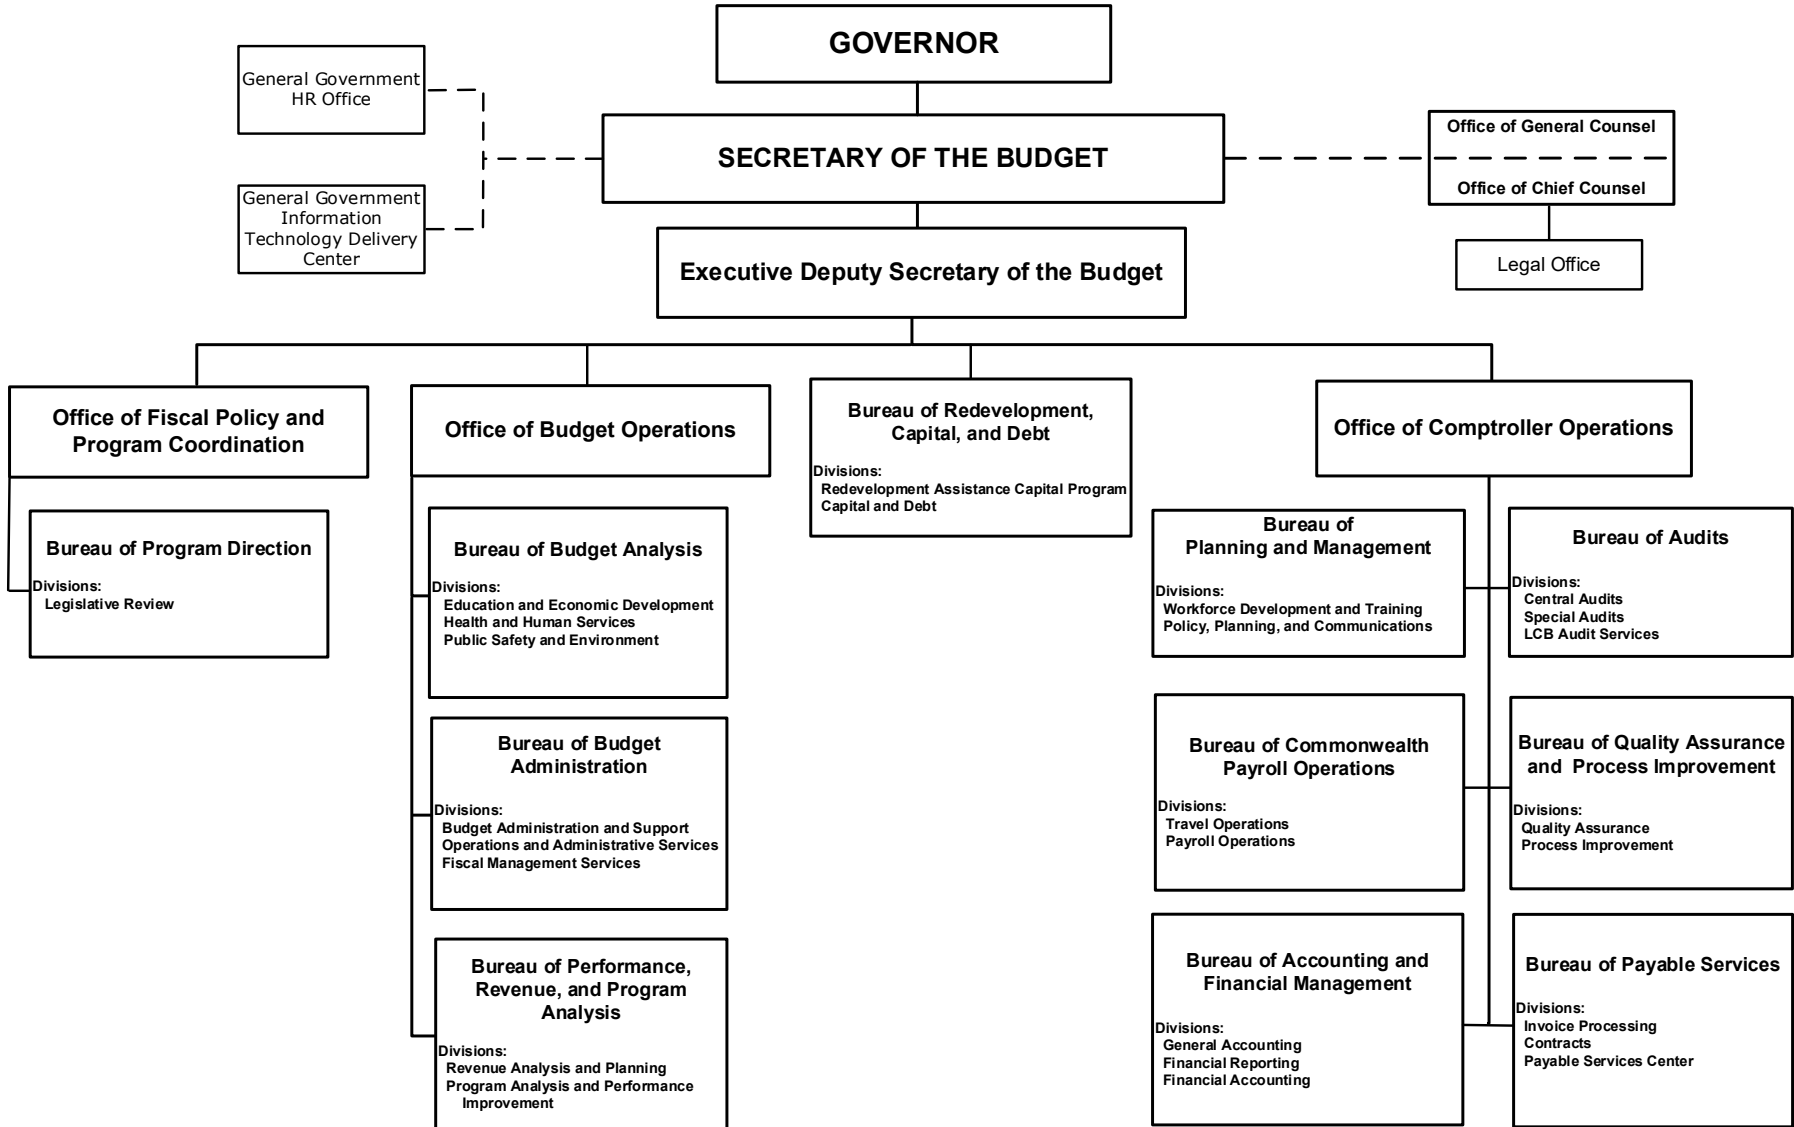 GOVERNOR
General Government
HR Office
SECRETARY OF THE BUDGET
Office of General Counsel
Office of Chief Counsel
General Government
Information
Technology Delivery
Center
Legal Office
Executive Deputy Secretary of the Budget
Office of Fiscal Policy and
Program Coordination
Bureau of Program Direction
Divisions:
Legislative Review
Office of Budget Operations
Bureau of Budget Analysis
Divisions:
Education and Economic Development
Health and Human Services
Public Safety and Environment
Bureau of Budget
Administration
Divisions:
Budget Administration and Support
Operations and Administrative Services
Fiscal Management Services
Bureau of Performance,
Revenue, and Program
Analysis
Divisions:
Revenue Analysis and Planning
Program Analysis and Performance
Improvement
Bureau of Redevelopment,
Capital, and Debt
Divisions:
Redevelopment Assistance Capital Program
Capital and Debt
Office of Comptroller Operations
Bureau of
Planning and Management
Divisions:
Workforce Development and Training
Policy, Planning, and Communications
Bureau of Audits
Divisions:
Central Audits
Special Audits
LCB Audit Services
Bureau of Commonwealth
Payroll Operations
Divisions:
Travel Operations
Payroll Operations
Bureau of Quality Assurance
and Process Improvement
Divisions:
Quality Assurance
Process Improvement
Bureau of Accounting and
Financial Management
Divisions:
General Accounting
Financial Reporting
Financial Accounting
Bureau of Payable Services
Divisions:
Invoice Processing
Contracts
Payable Services Center